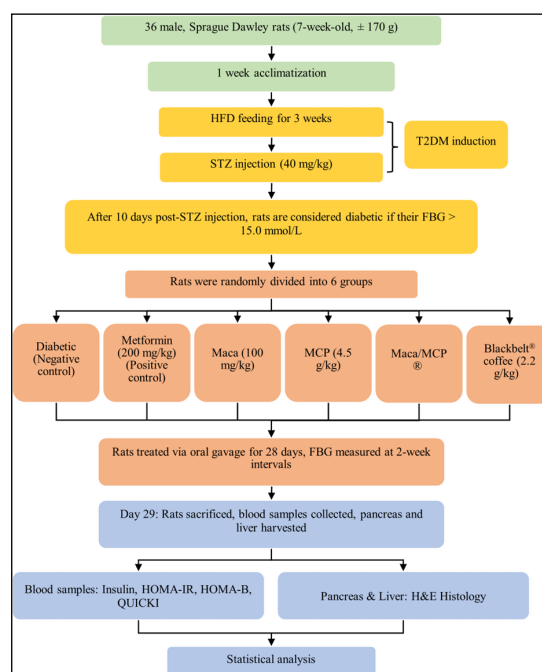 36 male, Sprague Dawley rats (7-week-old, ± 170 g)
1 week acclimatization
HFD feeding for 3 weeks
T2DM induction
STZ injection (40 mg/kg)
After 10 days post-STZ injection, rats are considered diabetic if their FBG >
15.0 mmol/L
Rats were randomly divided into 6 groups
Diabetic
(Negative
control)
Metformin
(200 mg/kg)
(Positive
control)
Maca (100
mg/kg)
MCP (4.5
g/kg)
Maca/MCP
®
Blackbelt®
coffee (2.2
g/kg)
Rats treated via oral gavage for 28 days, FBG measured at 2-week
intervals
Day 29: Rats sacrificed, blood samples collected, pancreas and
liver harvested
Blood samples: Insulin, HOMA-IR, HOMA-B,
QUICKI
Pancreas & Liver: H&E Histology
Statistical analysis